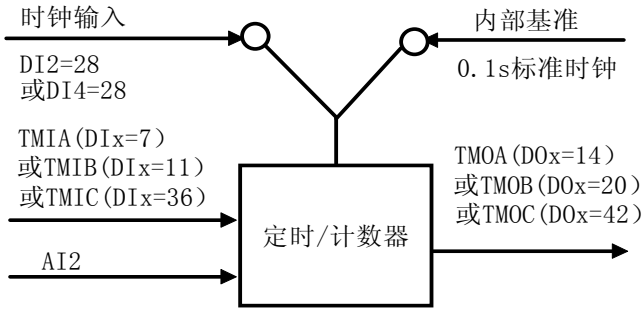 时钟输入
内部基准
DI2=28
或DI4=28
0.1s标准时钟
TMIA(DIx=7)
或TMIB(DIx=11)
或TMIC(DIx=36)
TMOA(DOx=14)
或TMOB(DOx=20)
或TMOC(DOx=42)
定时/计数器
AI2